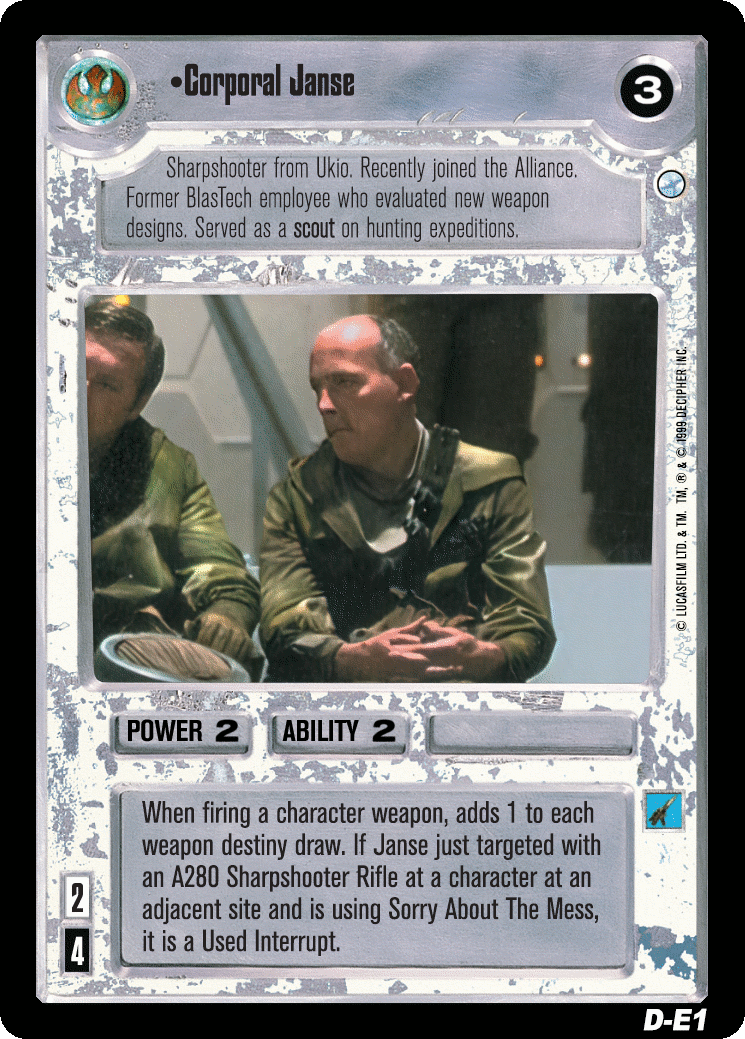 •Corporal Janse
3
Sharpshooter from Ukio. Recently joined the Alliance.
Former BlasTech employee who evaluated new weapon
designs. Served as a scout on hunting expeditions.
© LUCASFILM LTD. & TM. TM, ® & © 1999 DECIPHER INC.
POWER 2
ABILITY 2
When firing a character weapon, adds 1 to each
weapon destiny draw. If Janse just targeted with
an A280 Sharpshooter Rifle at a character at an
adjacent site and is using Sorry About The Mess,
it is a Used Interrupt.
2
4
D-E1